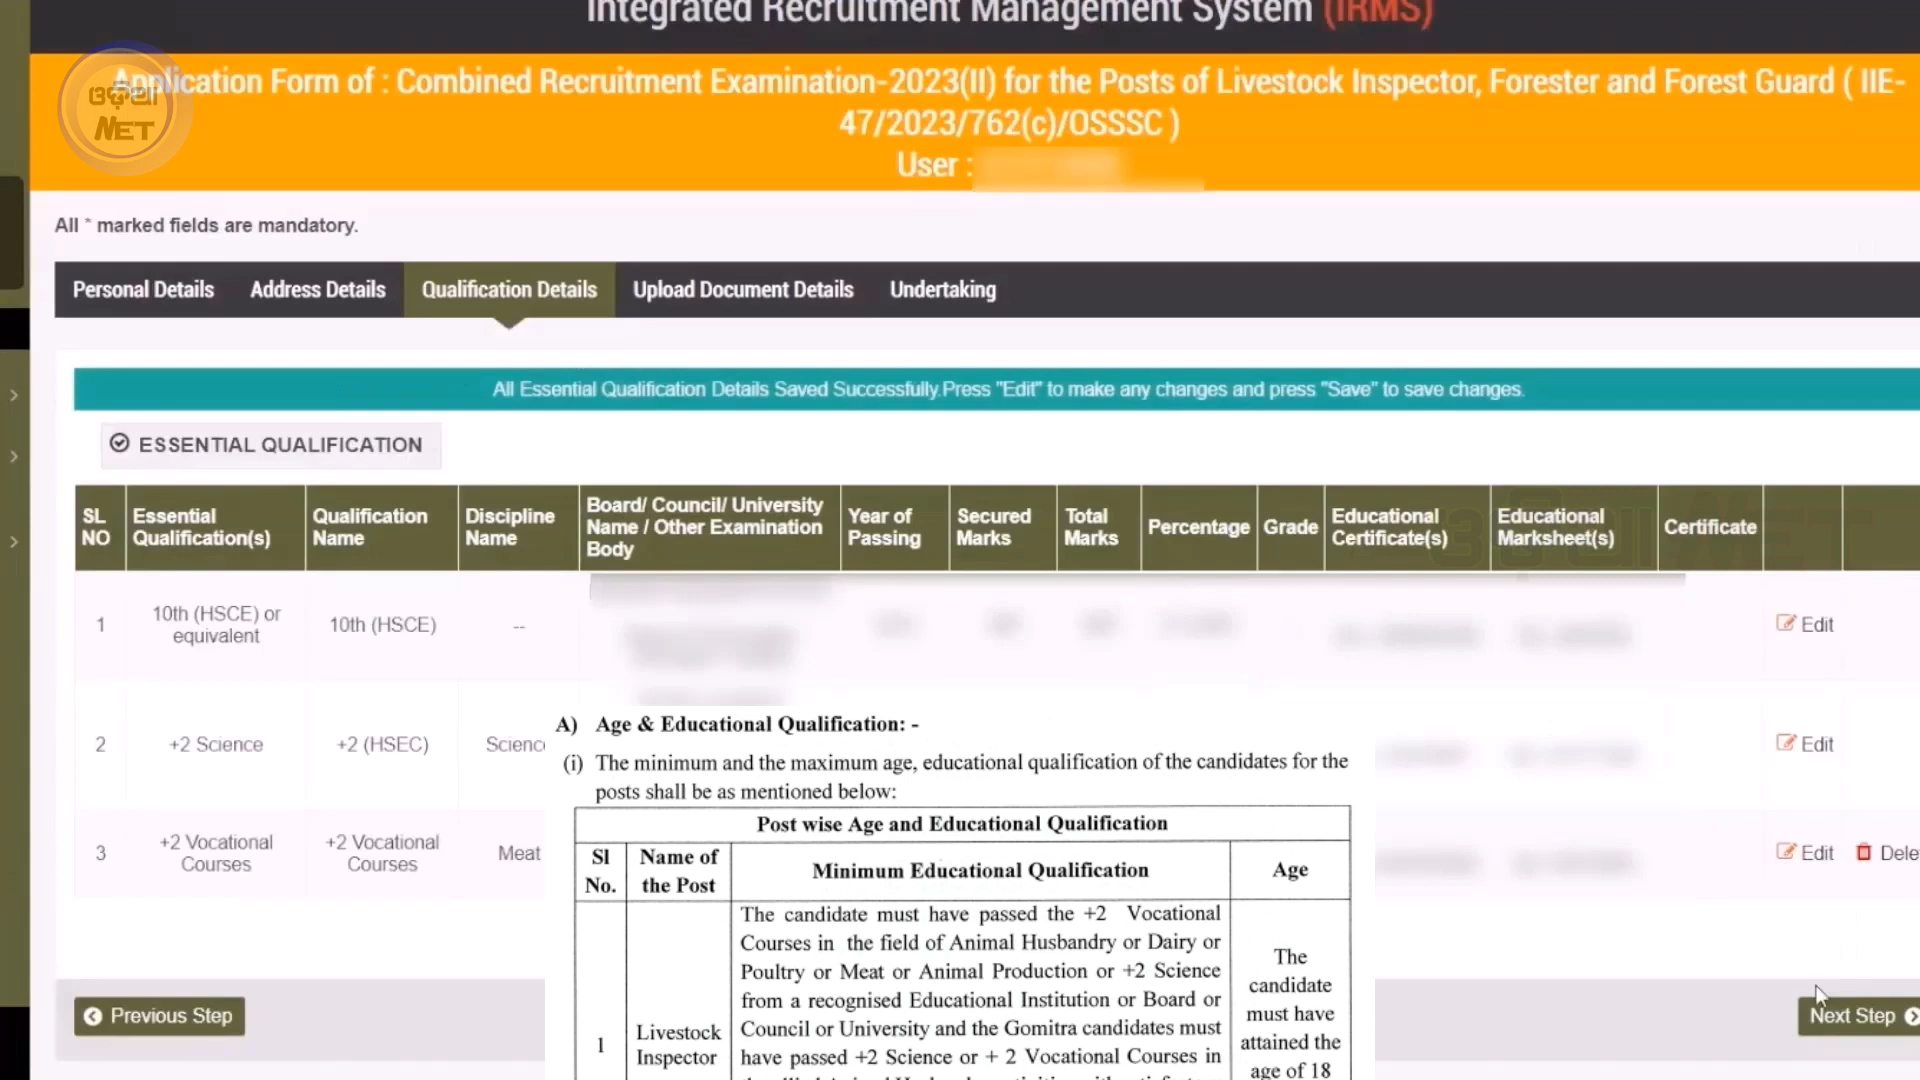 Integrated Recruitment Management System (IRMS)
Application Form of : Combined Recruitment Examination-2023(II) for the Posts of Livestock Inspector, Forester and Forest Guard ( IIE-
47/2023/762(c)/OSSSC )
User :
ଓଡ଼ିଆ
NET
All * marked fields are mandatory.
Personal Details Address Details Qualification Details Upload Document Details Undertaking
All Essential Qualification Details Saved Successfully.Press "Edit" to make any changes and press "Save" to save changes.
ESSENTIAL QUALIFICATION
SL NO
Essential Qualification(s)
Qualification Name
Discipline Name
Board/ Council/ University Name / Other Examination Body
Year of Passing
Secured Marks
Total Marks
Percentage
Grade
Educational Certificate(s)
Educational Marksheet(s)
Certificate
1 10th (HSCE) or equivalent 10th (HSCE) -- Edit
2 +2 Science +2 (HSEC) Science Edit
3 +2 Vocational Courses +2 Vocational Courses Meat Edit Dele
A) Age & Educational Qualification: -
(i) The minimum and the maximum age, educational qualification of the candidates for the
posts shall be as mentioned below:
Post wise Age and Educational Qualification
Sl No.
Name of the Post
Minimum Educational Qualification
Age
1
Livestock
Inspector
The candidate must have passed the +2 Vocational
Courses in the field of Animal Husbandry or Dairy or
Poultry or Meat or Animal Production or +2 Science
from a recognised Educational Institution or Board or
Council or University and the Gomitra candidates must
have passed +2 Science or + 2 Vocational Courses in
The
candidate
must have
attained the
age of 18
Previous Step
Next Step